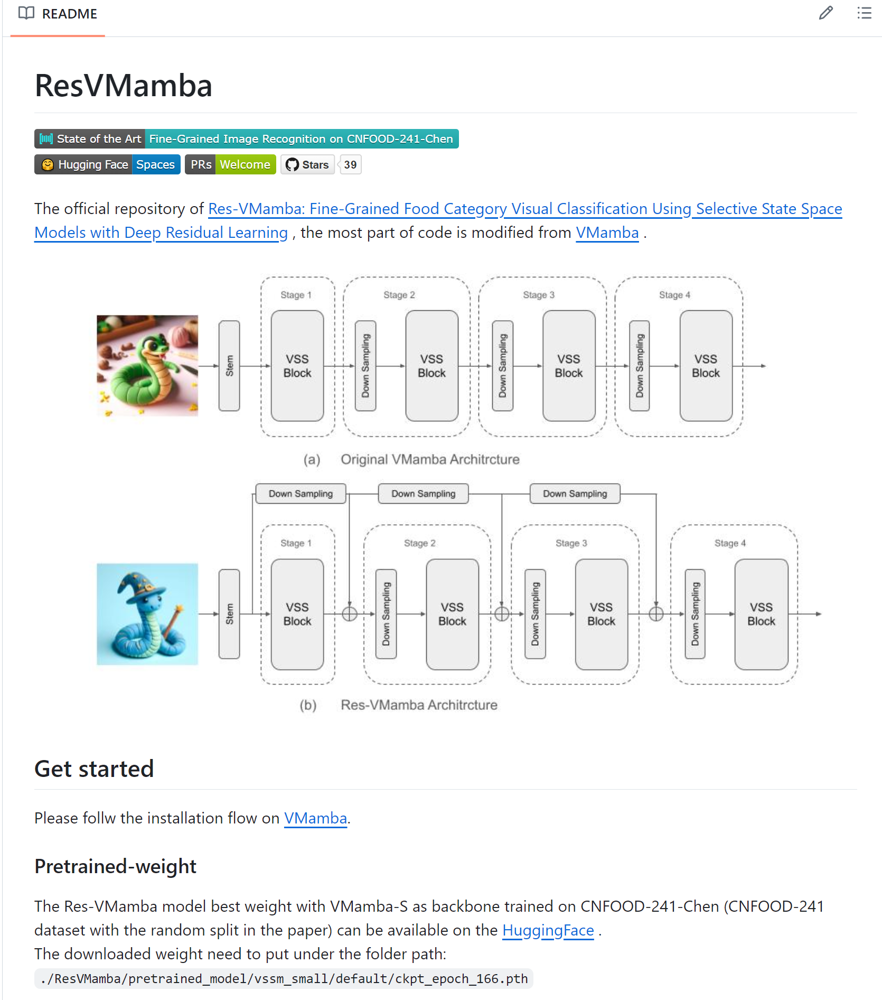 README
ResVMamba
State of the Art Fine-Grained Image Recognition on CNFOOD-241-Chen
Hugging Face Spaces PRs Welcome Stars 39
The official repository of Res-VMamba: Fine-Grained Food Category Visual Classification Using Selective State Space
Models with Deep Residual Learning , the most part of code is modified from VMamba .
Stage 1 Stage 2 Stage 3 Stage 4
Stem
VSS
Block
Down Sampling
VSS
Block
Down Sampling
VSS
Block
Down Sampling
VSS
Block
(a) Original VMamba Architrcture
Down Sampling Down Sampling Down Sampling
Stage 1 Stage 2 Stage 3 Stage 4
Stem
VSS
Block
Down Sampling
VSS
Block
Down Sampling
VSS
Block
Down Sampling
VSS
Block
(b) Res-VMamba Architrcture
Get started
Please follw the installation flow on VMamba.
Pretrained-weight
The Res-VMamba model best weight with VMamba-S as backbone trained on CNFOOD-241-Chen (CNFOOD-241
dataset with the random split in the paper) can be available on the HuggingFace .
The downloaded weight need to put under the folder path:
./ResVMamba/pretrained_model/vssm_small/default/ckpt_epoch_166.pth